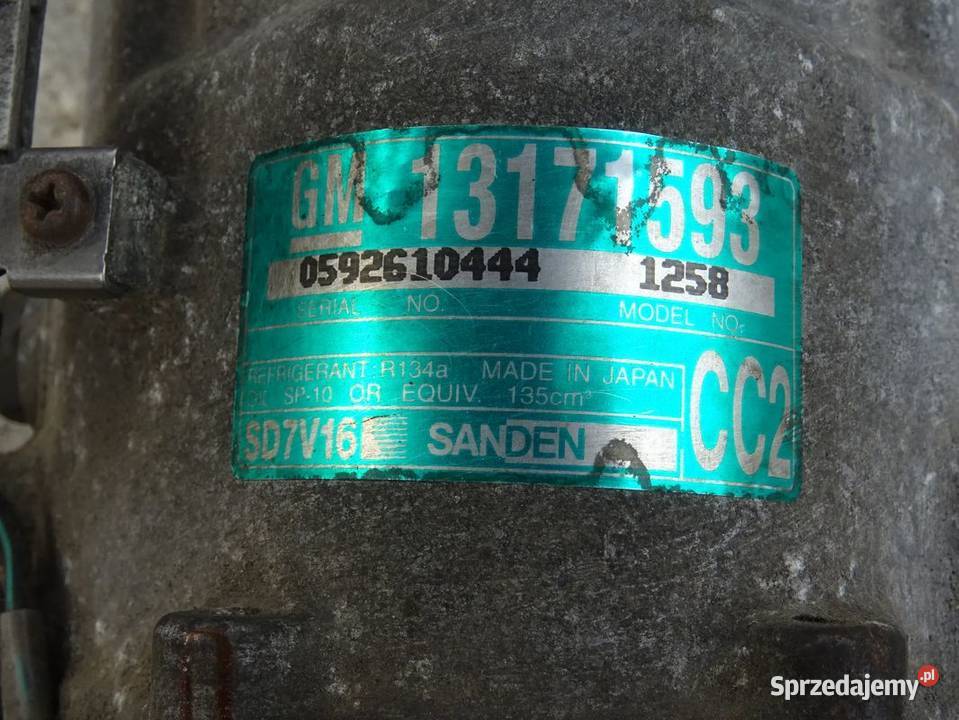 GM 13171593
0592610444 1258
SERIAL NO. MODEL NO.
REFRIGERANT R134a MADE IN JAPAN
OIL SP-10 OR EQUIV. 135cm³
SD7V16 SANDEN CC2
Sprzedajemy.pl